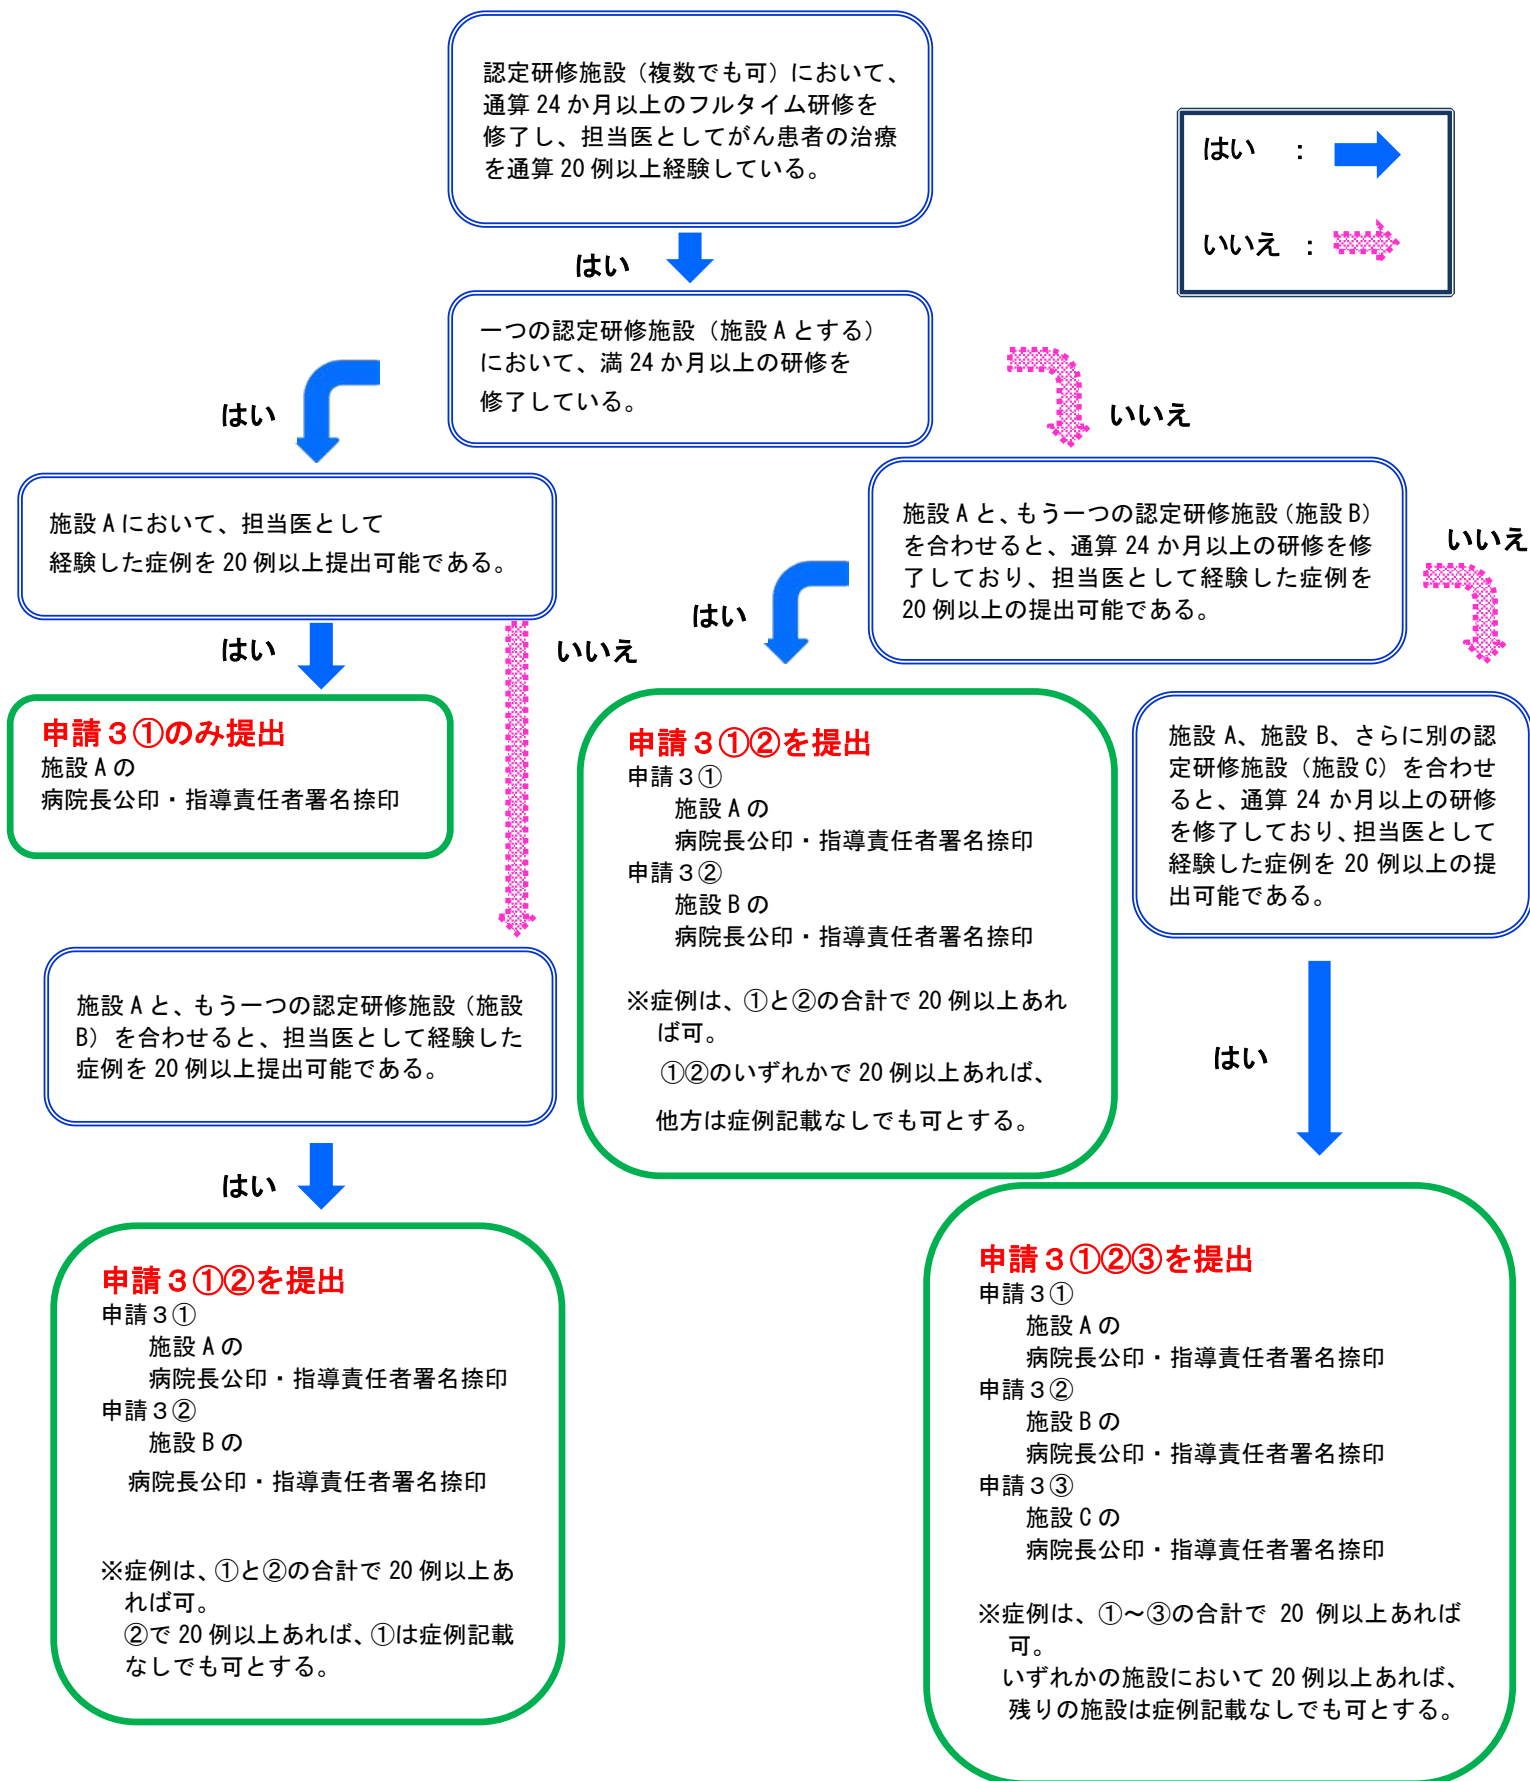 認定研修施設（複数でも可）において、
通算 24 か月以上のフルタイム研修を
修了し、担当医としてがん患者の治療
を通算 20 例以上経験している。
はい ：
いいえ ：
はい
一つの認定研修施設（施設 A とする）
において、満 24 か月以上の研修を
修了している。
はい
いいえ
施設 A において、担当医として
経験した症例を 20 例以上提出可能である。
施設 A と、もう一つの認定研修施設（施設 B）
を合わせると、通算 24 か月以上の研修を修
了しており、担当医として経験した症例を
20 例以上の提出可能である。
いいえ
はい
はい
いいえ
申請３①のみ提出
施設 A の
病院長公印・指導責任者署名捺印
申請３①②を提出
申請３①
施設 A の
病院長公印・指導責任者署名捺印
申請３②
施設 B の
病院長公印・指導責任者署名捺印
※症例は、①と②の合計で 20 例以上あれ
ば可。
①②のいずれかで 20 例以上あれば、
他方は症例記載なしでも可とする。
施設 A、施設 B、さらに別の認
定研修施設（施設 C）を合わせ
ると、通算 24 か月以上の研修
を修了しており、担当医として
経験した症例を 20 例以上の提
出可能である。
施設 A と、もう一つの認定研修施設（施設
B）を合わせると、担当医として経験した
症例を 20 例以上提出可能である。
はい
はい
申請３①②を提出
申請３①
施設 A の
病院長公印・指導責任者署名捺印
申請３②
施設 B の
病院長公印・指導責任者署名捺印
※症例は、①と②の合計で 20 例以上あ
れば可。
②で 20 例以上あれば、①は症例記載
なしでも可とする。
申請３①②③を提出
申請３①
施設 A の
病院長公印・指導責任者署名捺印
申請３②
施設 B の
病院長公印・指導責任者署名捺印
申請３③
施設 C の
病院長公印・指導責任者署名捺印
※症例は、①～③の合計で 20 例以上あれば
可。
いずれかの施設において 20 例以上あれば、
残りの施設は症例記載なしでも可とする。